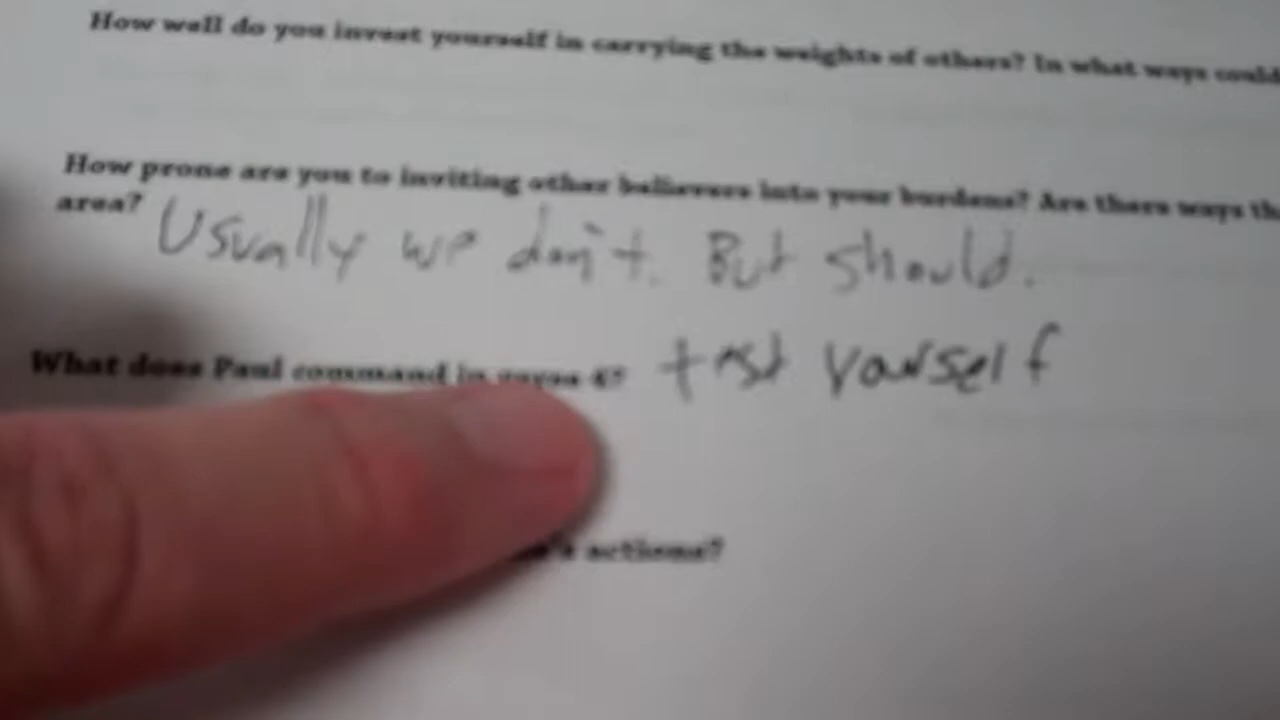 How well do you invest yourself in carrying the weights of others? In what ways could
How prone are you to inviting other believers into your burdens? Are there ways
area? Usually we don't. But should.
What does Paul command in verse 4? test yourself
actions?